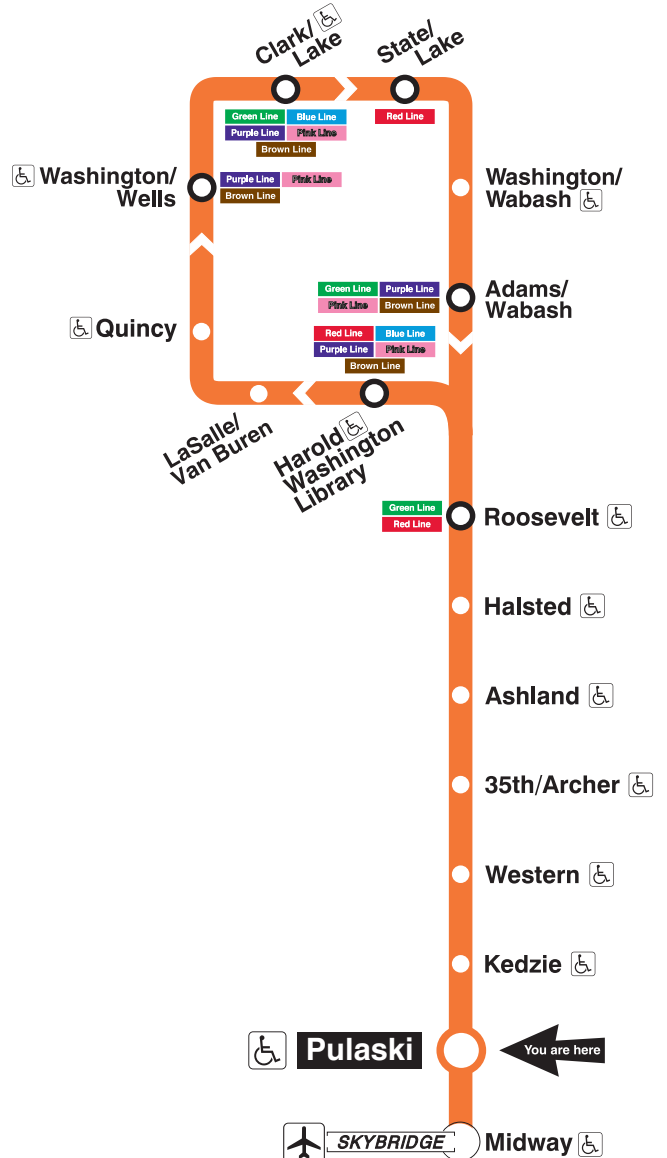 Clark/
Lake
State/
Lake
Green Line Blue Line
Purple Line Pink Line
Brown Line
Red Line
Washington/
Wells
Purple Line Pink Line
Brown Line
Washington/
Wabash
Green Line Purple Line
Pink Line Brown Line
Adams/
Wabash
Quincy
Red Line Blue Line
Purple Line Pink Line
Brown Line
LaSalle/
Van Buren
Harold
Washington
Library
Green Line
Red Line
Roosevelt
Halsted
Ashland
35th/Archer
Western
Kedzie
Pulaski
You are here
SKYBRIDGE
Midway